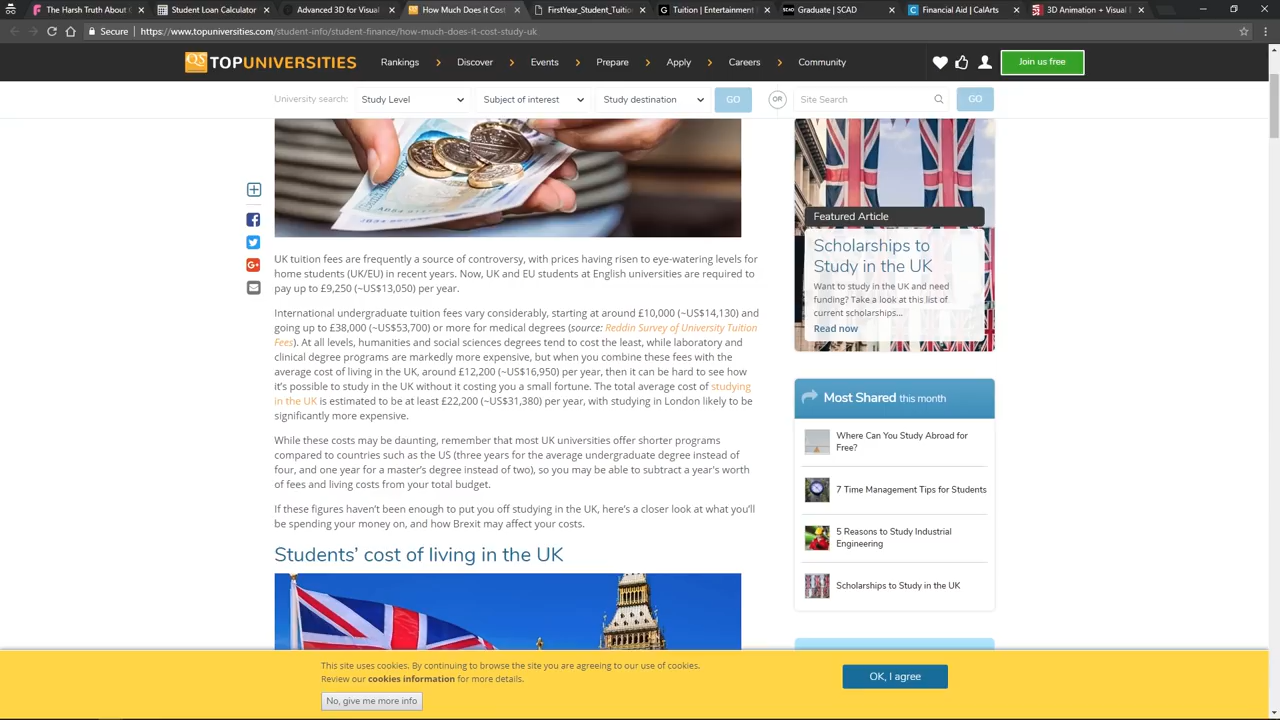 The Harsh Truth About C
Student Loan Calculator
Advanced 3D for Visual
How Much Does it Cost
FirstYear_Student_Tuitio
Tuition | Entertainment
Graduate | SCAD
Financial Aid | CalArts
3D Animation + Visual E
Secure | https://www.topuniversities.com/student-info/student-finance/how-much-does-it-cost-study-uk
QS TOPUNIVERSITIES
Rankings Discover Events Prepare Apply Careers Community
Join us free
University search: Study Level Subject of interest Study destination GO OR Site Search GO
UK tuition fees are frequently a source of controversy, with prices having risen to eye-watering levels for
home students (UK/EU) in recent years. Now, UK and EU students at English universities are required to
pay up to £9,250 (~US$13,050) per year.
International undergraduate tuition fees vary considerably, starting at around £10,000 (~US$14,130) and
going up to £38,000 (~US$53,700) or more for medical degrees (source: Reddin Survey of University Tuition
Fees). At all levels, humanities and social sciences degrees tend to cost the least, while laboratory and
clinical degree programs are markedly more expensive, but when you combine these fees with the
average cost of living in the UK, around £12,200 (~US$16,950) per year, then it can be hard to see how
it's possible to study in the UK without it costing you a small fortune. The total average cost of studying
in the UK is estimated to be at least £22,200 (~US$31,380) per year, with studying in London likely to be
significantly more expensive.
While these costs may be daunting, remember that most UK universities offer shorter programs
compared to countries such as the US (three years for the average undergraduate degree instead of
four, and one year for a master's degree instead of two), so you may be able to subtract a year's worth
of fees and living costs from your total budget.
If these figures haven't been enough to put you off studying in the UK, here's a closer look at what you'll
be spending your money on, and how Brexit may affect your costs.
Students' cost of living in the UK
Featured Article
Scholarships to
Study in the UK
Want to study in the UK and need
funding? Take a look at this list of
current scholarships...
Read now
Most Shared this month
Where Can You Study Abroad for
Free?
7 Time Management Tips for Students
5 Reasons to Study Industrial
Engineering
Scholarships to Study in the UK
This site uses cookies. By continuing to browse the site you are agreeing to our use of cookies.
Review our cookies information for more details.
No, give me more info
OK, I agree